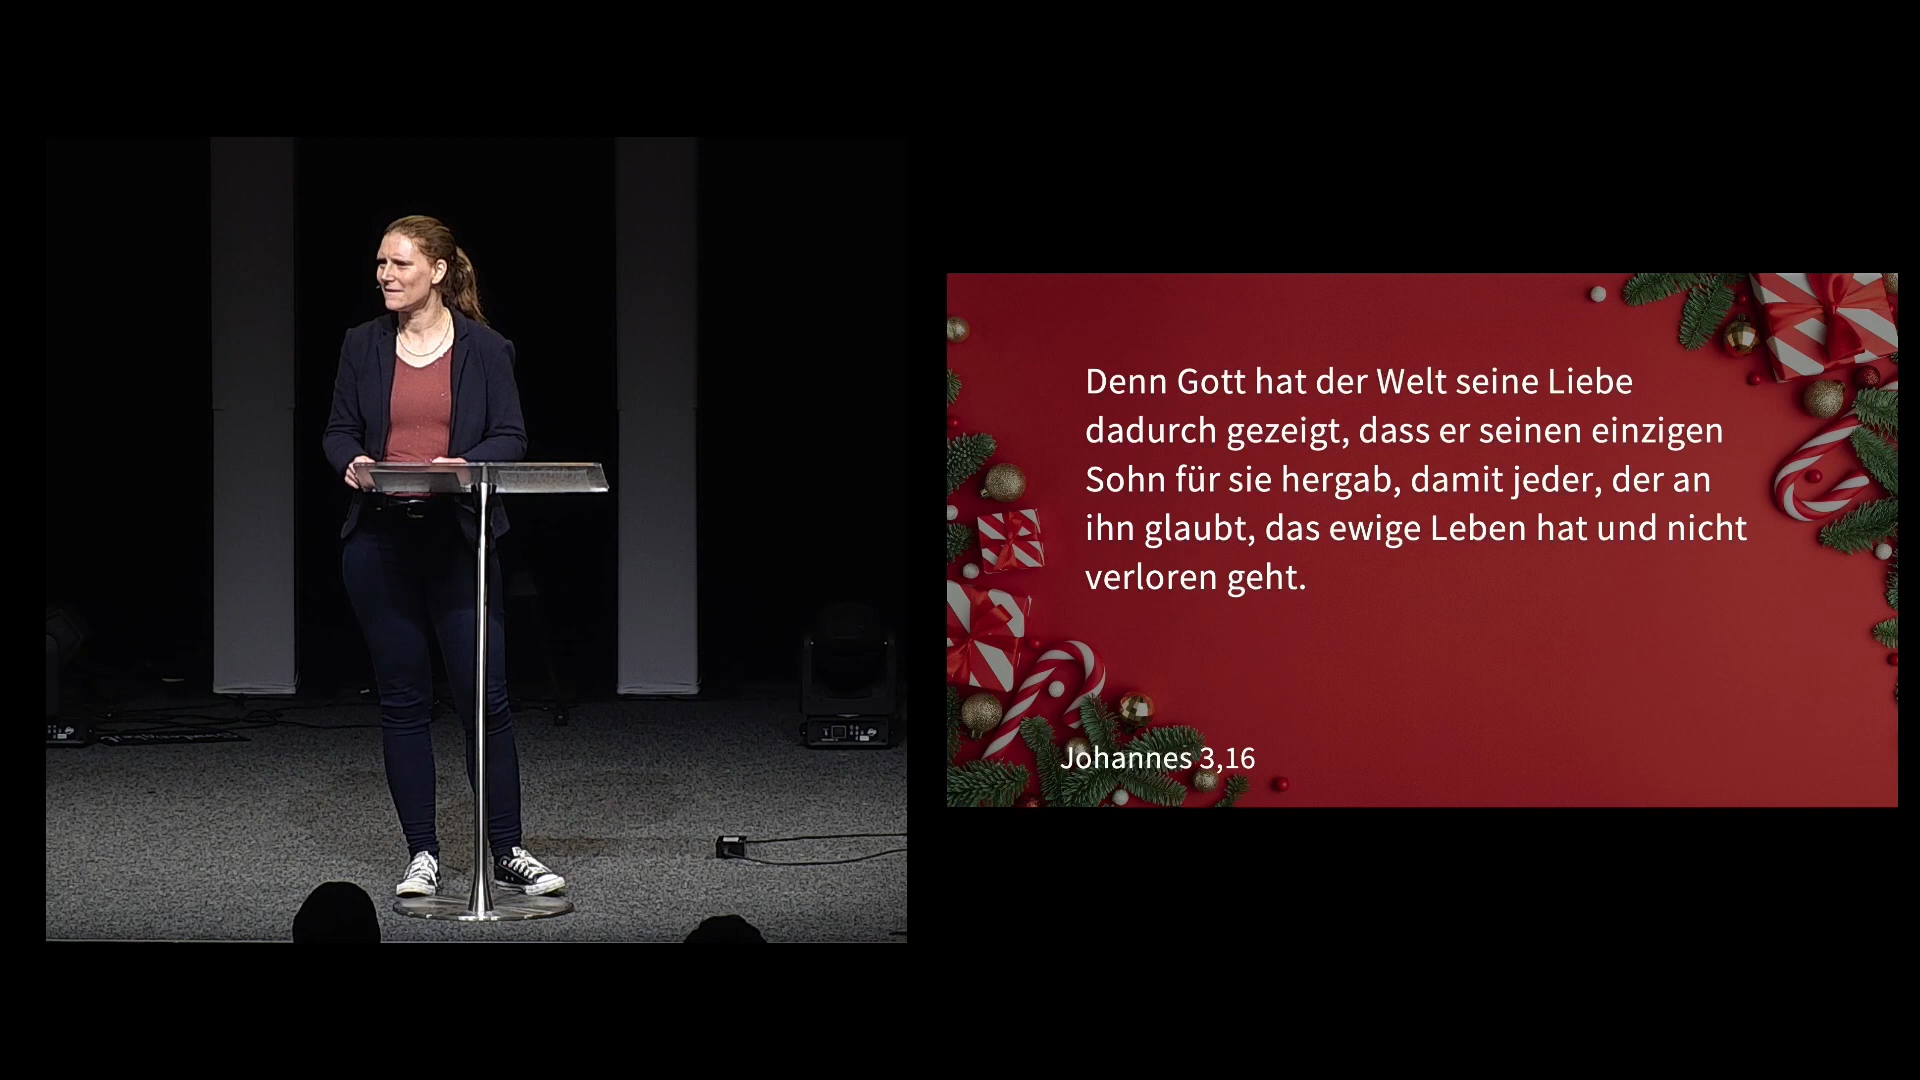 Denn Gott hat der Welt seine Liebe
dadurch gezeigt, dass er seinen einzigen
Sohn für sie hergab, damit jeder, der an
ihn glaubt, das ewige Leben hat und nicht
verloren geht.
Johannes 3,16